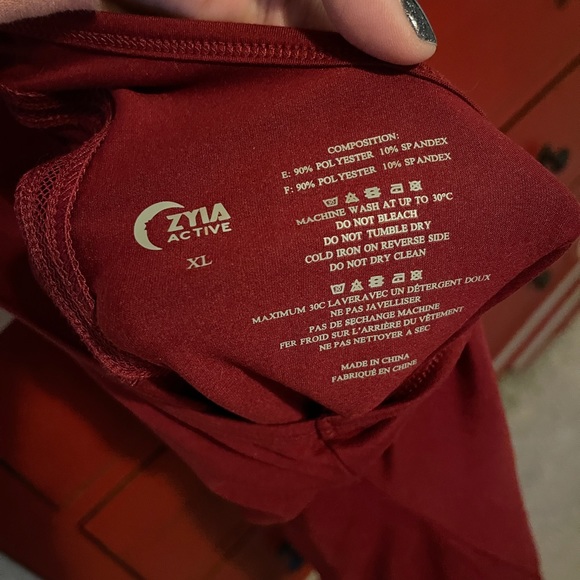 ZYIA
ACTIVE
XL
COMPOSITION:
E: 90% POLYESTER 10% SPANDEX
F: 90% POLYESTER 10% SPANDEX
MACHINE WASH AT UP TO 30°C
DO NOT BLEACH
DO NOT TUMBLE DRY
COLD IRON ON REVERSE SIDE
DO NOT DRY CLEAN
MAXIMUM 30C LAVERAVEC UN DÉTERGENT DOUX
NE PAS JAVELLISER
PAS DE SECHANGE MACHINE
FER FROID SUR L'ARRIÈRE DU VÊTEMENT
NE PAS NETTOYER A SEC
MADE IN CHINA
FABRIQUÉ EN CHINE